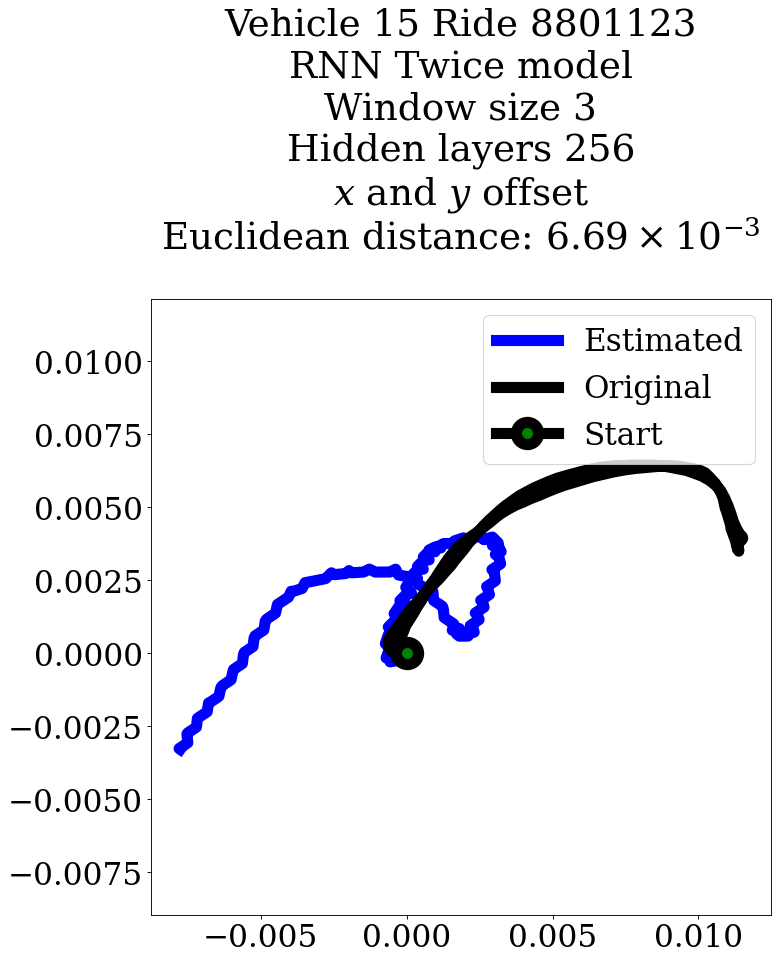 Vehicle 15 Ride 8801123
RNN Twice model
Window size 3
Hidden layers 256
x and y offset
Euclidean distance: 6.69 × 10⁻³
Estimated
Original
Start
0.0100
0.0075
0.0050
0.0025
0.0000
−0.0025
−0.0050
−0.0075
−0.005 0.000 0.005 0.010